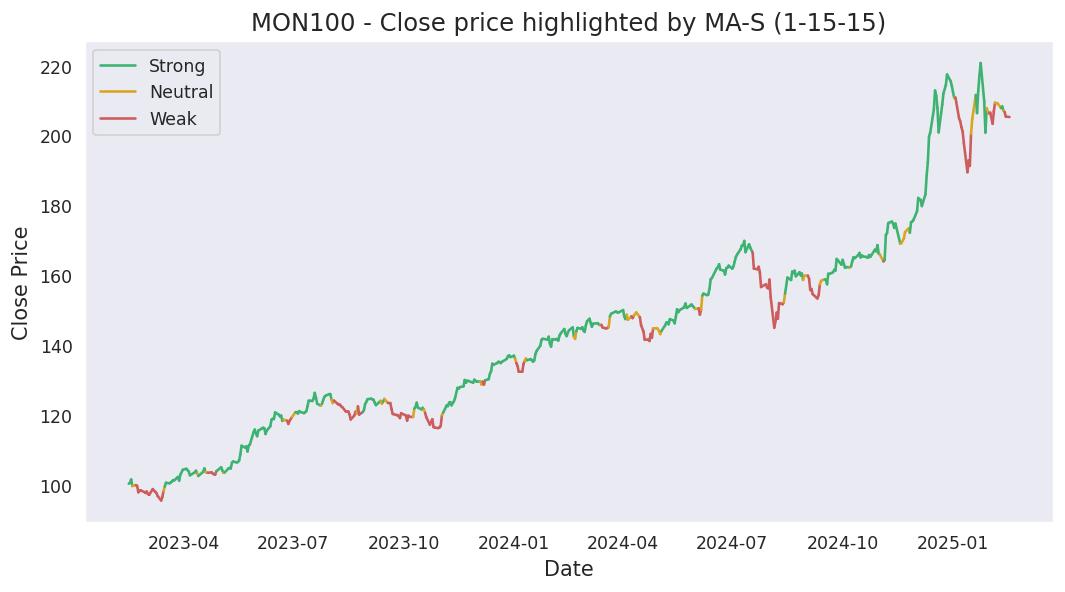 MON100 - Close price highlighted by MA-S (1-15-15)
Strong
Neutral
Weak
Close Price
220
200
180
160
140
120
100
2023-04
2023-07
2023-10
2024-01
2024-04
2024-07
2024-10
2025-01
Date